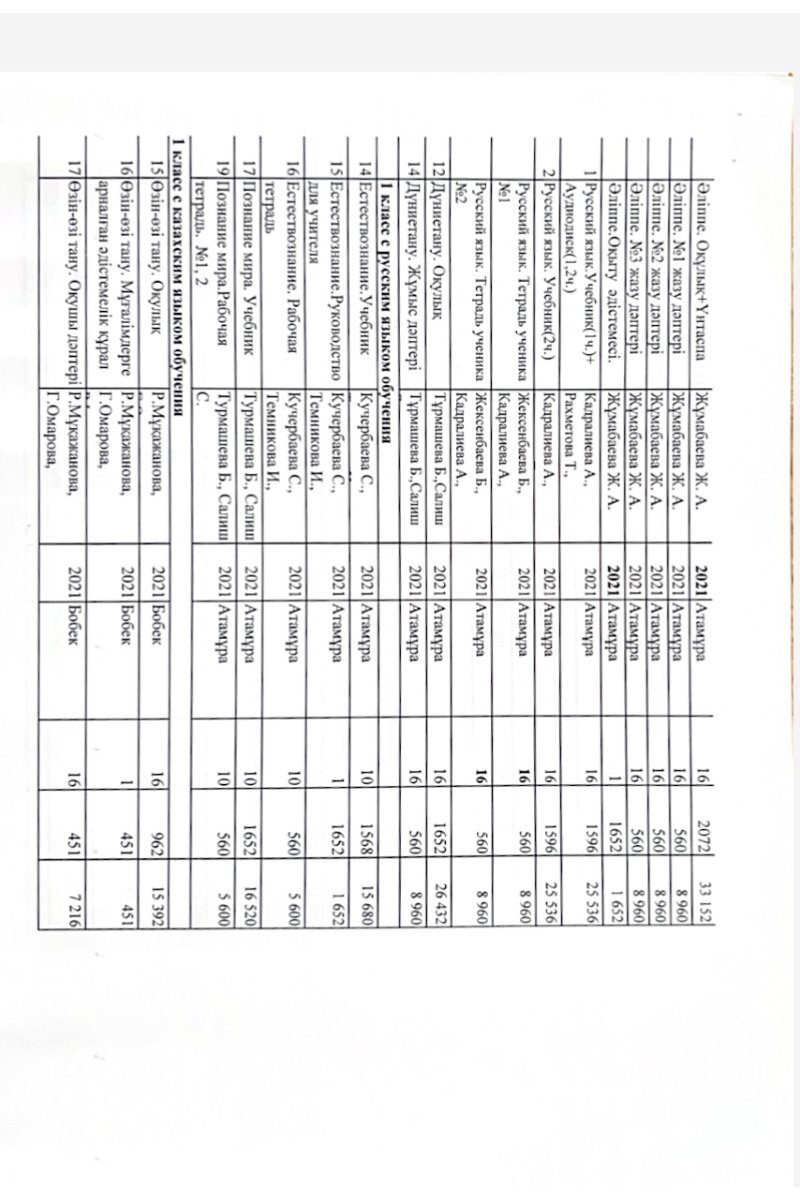 Әліппе. Оқулық+Үнтаспа Жұмабаева Ж. А. 2021 Атамұра 16 2072 33 152
Әліппе. №1 жазу дәптері Жұмабаева Ж. А. 2021 Атамұра 16 560 8 960
Әліппе. №2 жазу дәптері Жұмабаева Ж. А. 2021 Атамұра 16 560 8 960
Әліппе. №3 жазу дәптері Жұмабаева Ж. А. 2021 Атамұра 16 560 8 960
Әліппе.Оқыту әдістемесі. Жұмабаева Ж. А. 2021 Атамұра 1 1652 1 652
1 Русский язык.Учебник(1ч.)+ Кадралиева А., 2021 Атамұра 16 1596 25 536
Аудиодиск(1,2ч.) Рахметова Т.,
2 Русский язык. Учебник(2ч.) Кадралиева А., 2021 Атамұра 16 1596 25 536
Русский язык. Тетрадь ученика Жексенбаева Б., 2021 Атамұра 16 560 8 960
№1 Кадралиева А.,
Русский язык. Тетрадь ученика Жексенбаева Б., 2021 Атамұра 16 560 8 960
№2 Кадралиева А.,
12 Дүниетану. Оқулық Тұрмашева Б.,Салиш 2021 Атамұра 16 1652 26 432
14 Дүниетану. Жұмыс дәптері Тұрмашева Б.,Салиш 2021 Атамұра 16 560 8 960
1 класс с русским языком обучения
14 Естествознание.Учебник Кучербаева С., 2021 Атамұра 10 1568 15 680
15 Естествознание.Руководство Кучербаева С., 2021 Атамұра 1 1652 1 652
для учителя Темникова И.,
16 Естествознание. Рабочая Кучербаева С., 2021 Атамұра 10 560 5 600
тетрадь Темникова И.,
17 Познание мира. Учебник Турмашева Б., Салиш 2021 Атамұра 10 1652 16 520
19 Познание мира.Рабочая Турмашева Б., Салиш 2021 Атамұра 10 560 5 600
тетрадь. №1, 2 С.
1 класс с казахским языком обучения
15 Өзін-өзі тану. Оқулық Р.Мұқажанова, 2021 Бөбек 16 962 15 392
16 Өзін-өзі тану. Мұғалімдерге Р.Мұқажанова, 2021 Бөбек 1 451 451
арналған әдістемелік құрал Г.Омарова,
17 Өзін-өзі тану. Оқушы дәптері Р.Мұқажанова, 2021 Бөбек 16 451 7 216
Г.Омарова,